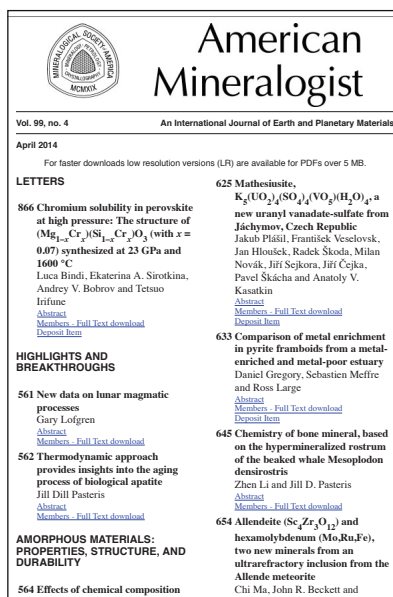 MINERALOGICAL SOCIETY OF AMERICA
MCMXIX
American
Mineralogist
Vol. 99, no. 4
An International Journal of Earth and Planetary Materials
April 2014
For faster downloads low resolution versions (LR) are available for PDFs over 5 MB.
LETTERS
866 Chromium solubility in perovskite
at high pressure: The structure of
(Mg1–xCrx)(Si1–xCrx)O3 (with x =
0.07) synthesized at 23 GPa and
1600 °C
Luca Bindi, Ekaterina A. Sirotkina,
Andrey V. Bobrov and Tetsuo
Irifune
Abstract
Members - Full Text download
Deposit Item
HIGHLIGHTS AND
BREAKTHROUGHS
561 New data on lunar magmatic
processes
Gary Lofgren
Abstract
Members - Full Text download
562 Thermodynamic approach
provides insights into the aging
process of biological apatite
Jill Dill Pasteris
Abstract
Members - Full Text download
AMORPHOUS MATERIALS:
PROPERTIES, STRUCTURE, AND
DURABILITY
564 Effects of chemical composition
625 Mathesiusite,
K5(UO2)4(SO4)4(VO5)(H2O)4, a
new uranyl vanadate-sulfate from
Jáchymov, Czech Republic
Jakub Plášil, František Veselovsk,
Jan Hloušek, Radek Škoda, Milan
Novák, Jiří Sejkora, Jiří Čejka,
Pavel Škácha and Anatoly V.
Kasatkin
Abstract
Members - Full Text download
Deposit Item
633 Comparison of metal enrichment
in pyrite framboids from a metal-
enriched and metal-poor estuary
Daniel Gregory, Sebastien Meffre
and Ross Large
Abstract
Members - Full Text download
Deposit Item
645 Chemistry of bone mineral, based
on the hypermineralized rostrum
of the beaked whale Mesoplodon
densirostris
Zhen Li and Jill D. Pasteris
Abstract
Members - Full Text download
654 Allendeite (Sc4Zr3O12) and
hexamolybdenum (Mo,Ru,Fe),
two new minerals from an
ultrarefractory inclusion from the
Allende meteorite
Chi Ma, John R. Beckett and